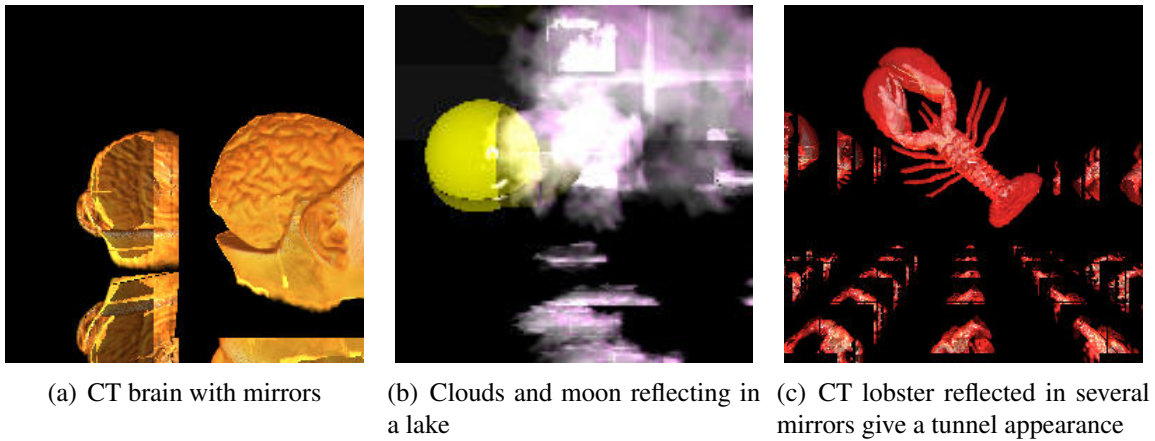 (a) CT brain with mirrors
(b) Clouds and moon reflecting in
a lake
(c) CT lobster reflected in several
mirrors give a tunnel appearance